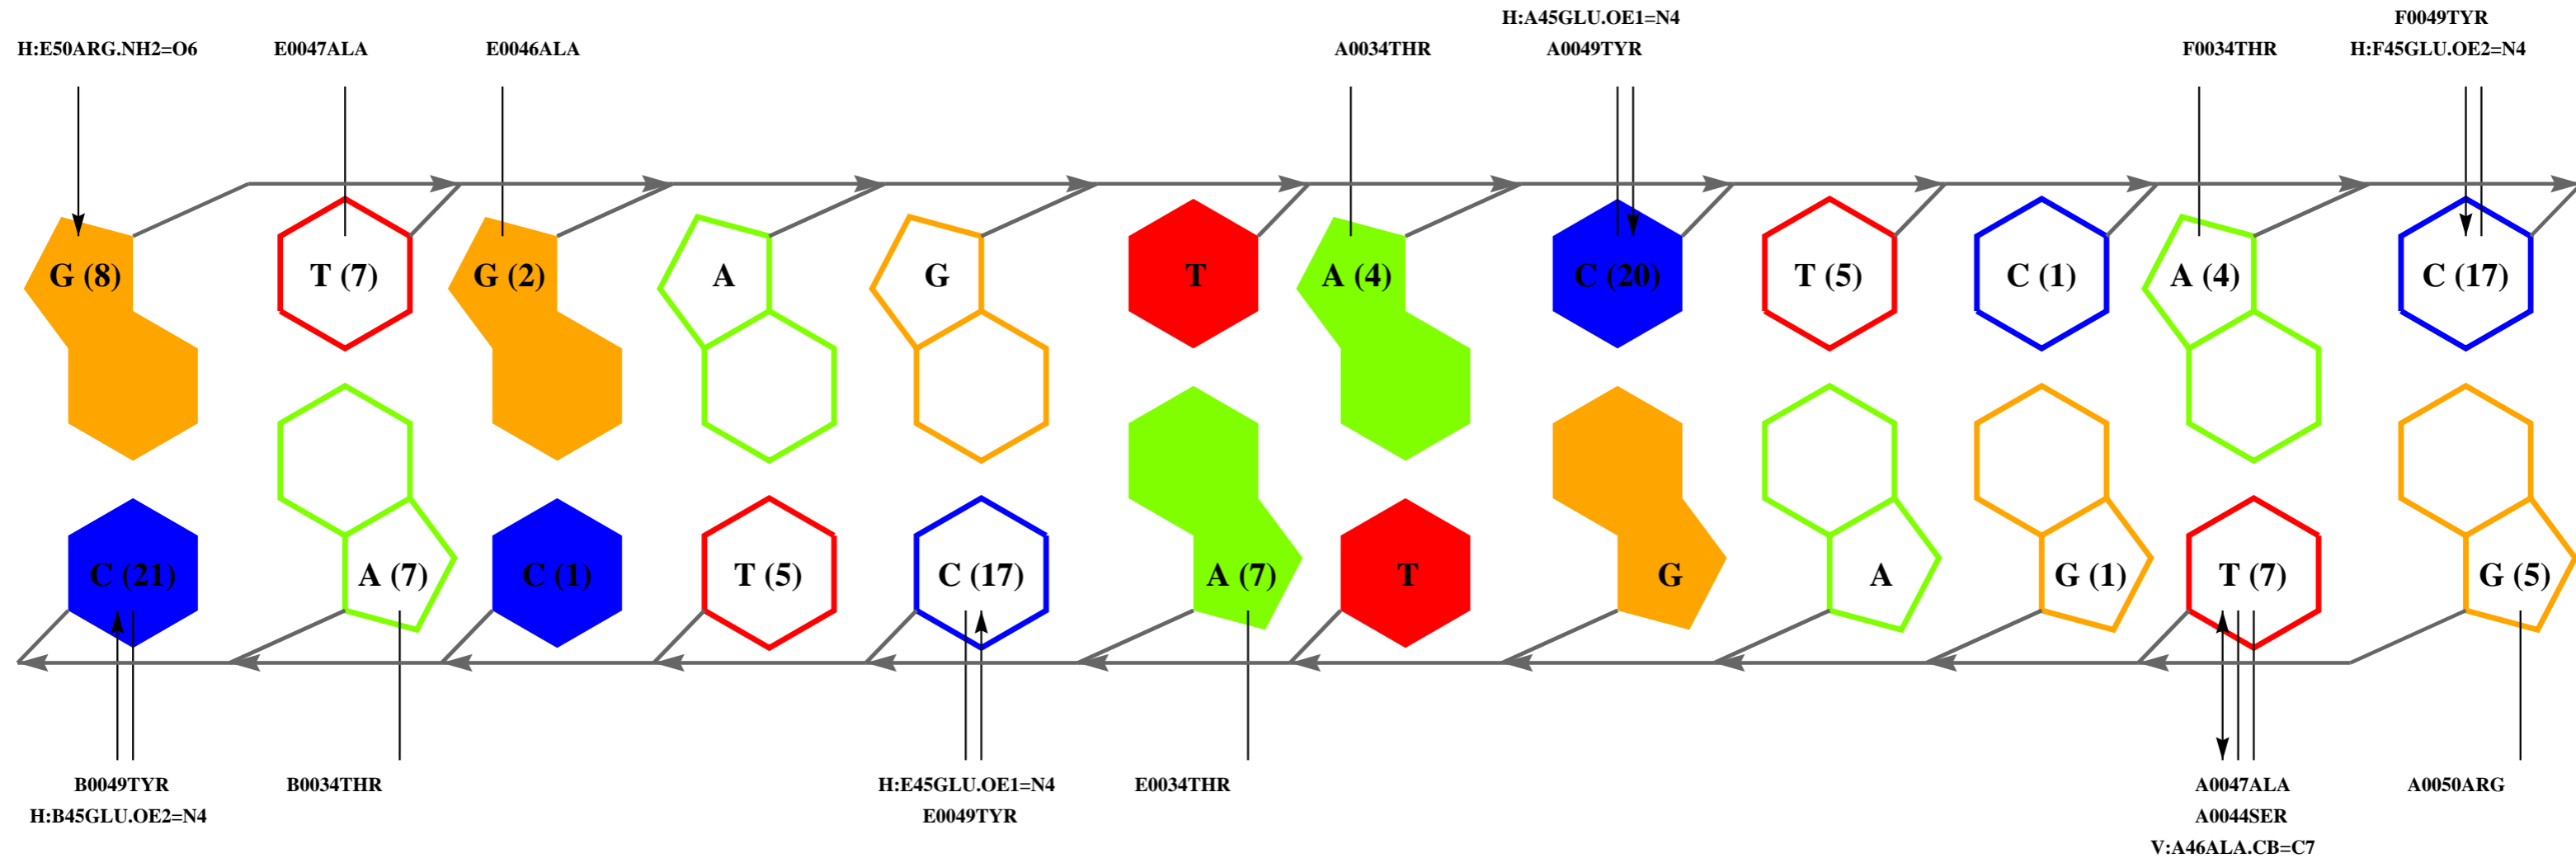 H:A45GLU.OE1=N4 F0049TYR
H:E50ARG.NH2=O6 E0047ALA E0046ALA A0034THR A0049TYR F0034THR H:F45GLU.OE2=N4
G (8) T (7) G (2) A G T A (4) C (20) T (5) C (1) A (4) C (17)
C (21) A (7) C (1) T (5) C (17) A (7) T G A G (1) T (7) G (5)
B0049TYR B0034THR H:E45GLU.OE1=N4 E0034THR A0047ALA A0050ARG
H:B45GLU.OE2=N4 E0049TYR A0044SER
V:A46ALA.CB=C7